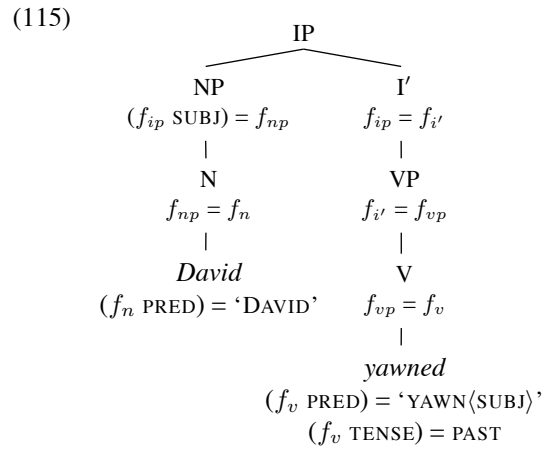 (115)
IP
NP I′
(f_ip SUBJ) = f_np f_ip = f_i′
N VP
f_np = f_n f_i′ = f_vp
David V
(f_n PRED) = ‘DAVID’ f_vp = f_v
yawned
(f_v PRED) = ‘YAWN⟨SUBJ⟩’
(f_v TENSE) = PAST